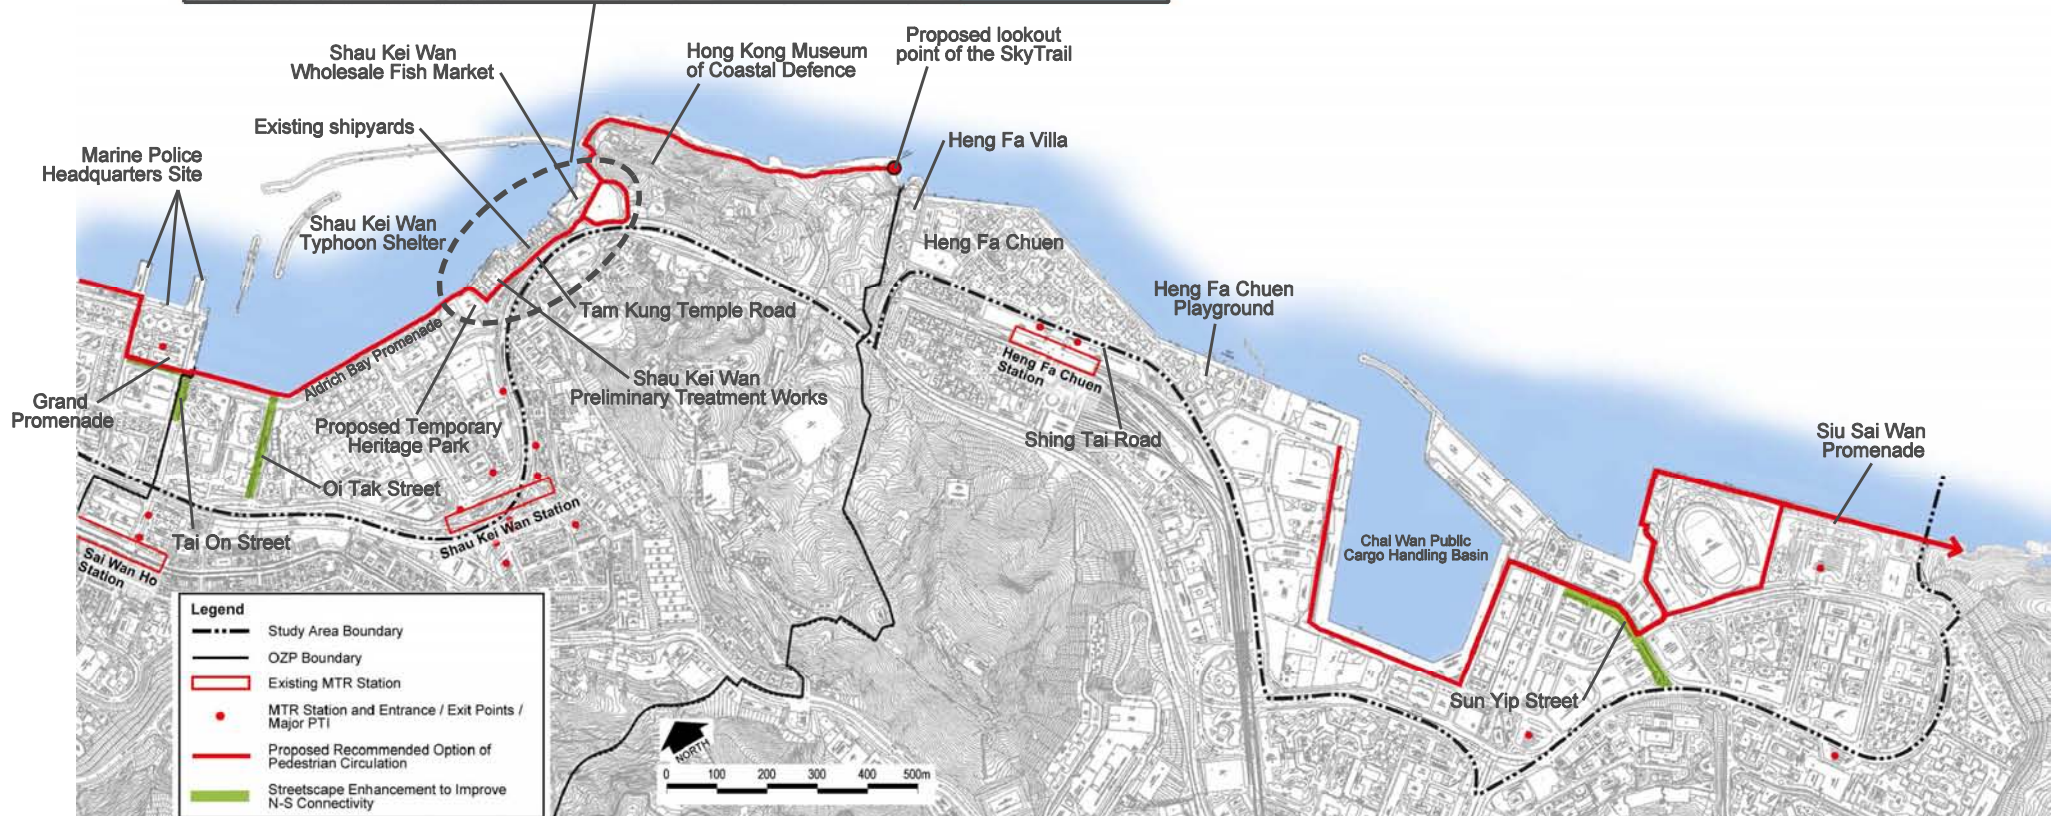 Proposed lookout
point of the SkyTrail
Shau Kei Wan
Wholesale Fish Market
Hong Kong Museum
of Coastal Defence
Existing shipyards
Heng Fa Villa
Marine Police
Headquarters Site
Shau Kei Wan
Typhoon Shelter
Heng Fa Chuen
Heng Fa Chuen
Playground
Tam Kung Temple Road
Aldrich Bay Promenade
Heng Fa Chuen
Station
Shau Kei Wan
Preliminary Treatment Works
Grand
Promenade
Proposed Temporary
Heritage Park
Shing Tai Road
Siu Sai Wan
Promenade
Oi Tak Street
Shau Kei Wan Station
Tai On Street
Chai Wan Public
Cargo Handling Basin
Sai Wan Ho
Station
Sun Yip Street
Legend
Study Area Boundary
OZP Boundary
Existing MTR Station
MTR Station and Entrance / Exit Points /
Major PTI
Proposed Recommended Option of
Pedestrian Circulation
Streetscape Enhancement to Improve
N-S Connectivity
NORTH
0 100 200 300 400 500m